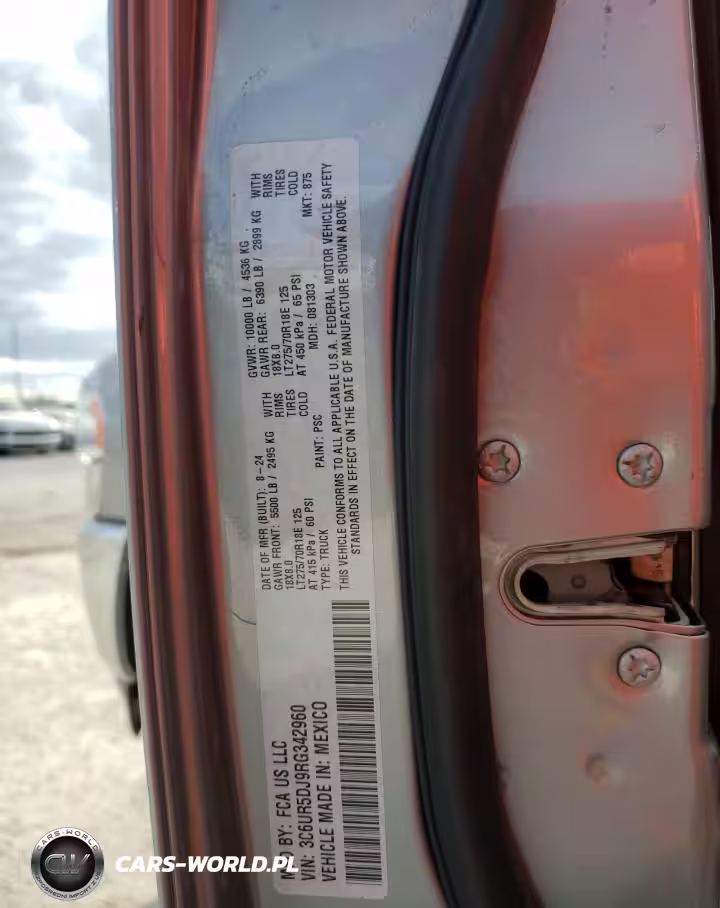 MFD BY: FCA US LLC
VIN: 3C6UR5DJ9RG342960
VEHICLE MADE IN: MEXICO
DATE OF MFR (BUILT): 8-24
GAWR FRONT: 5500 LB / 2495 KG
18X8.0
LT275/70R18E 125
AT 415 kPa / 60 PSI
TYPE: TRUCK
WITH
RIMS
TIRES
COLD
PAINT: PSC
GVWR: 10000 LB / 4536 KG
GAWR REAR: 6390 LB / 2899 KG
18X8.0
LT275/70R18E 125
AT 450 kPa / 65 PSI
MDH: 081303
WITH
RIMS
TIRES
COLD
MKT: 875
THIS VEHICLE CONFORMS TO ALL APPLICABLE U.S.A. FEDERAL MOTOR VEHICLE SAFETY
STANDARDS IN EFFECT ON THE DATE OF MANUFACTURE SHOWN ABOVE.
CARS-WORLD
CW
CARS-WORLD.PL